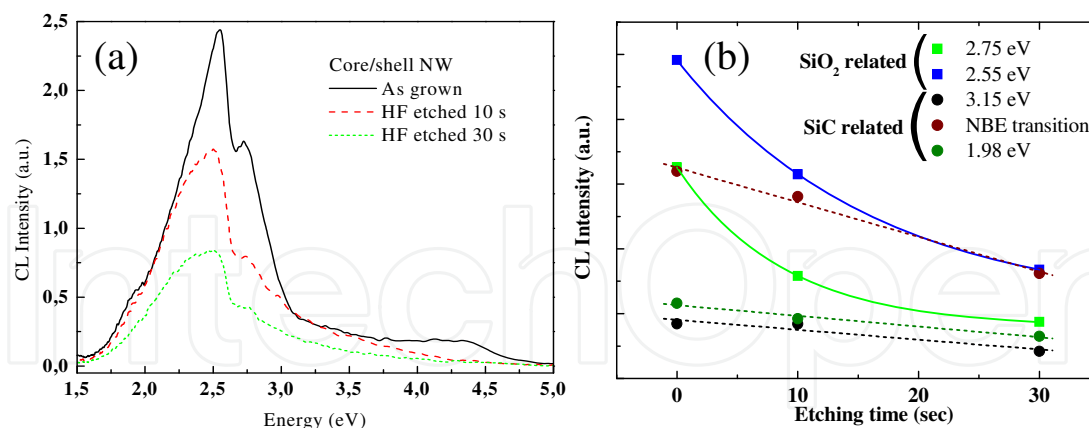 (a)
Core/shell NW
As grown
HF etched 10 s
HF etched 30 s
2,5
2,0
1,5
1,0
0,5
0,0
CL Intensity (a.u.)
1,5 2,0 2,5 3,0 3,5 4,0 4,5 5,0
Energy (eV)
(b)
SiO2 related
2.75 eV
2.55 eV
SiC related
3.15 eV
NBE transition
1.98 eV
CL Intensity (a.u.)
0 10 20 30
Etching time (sec)